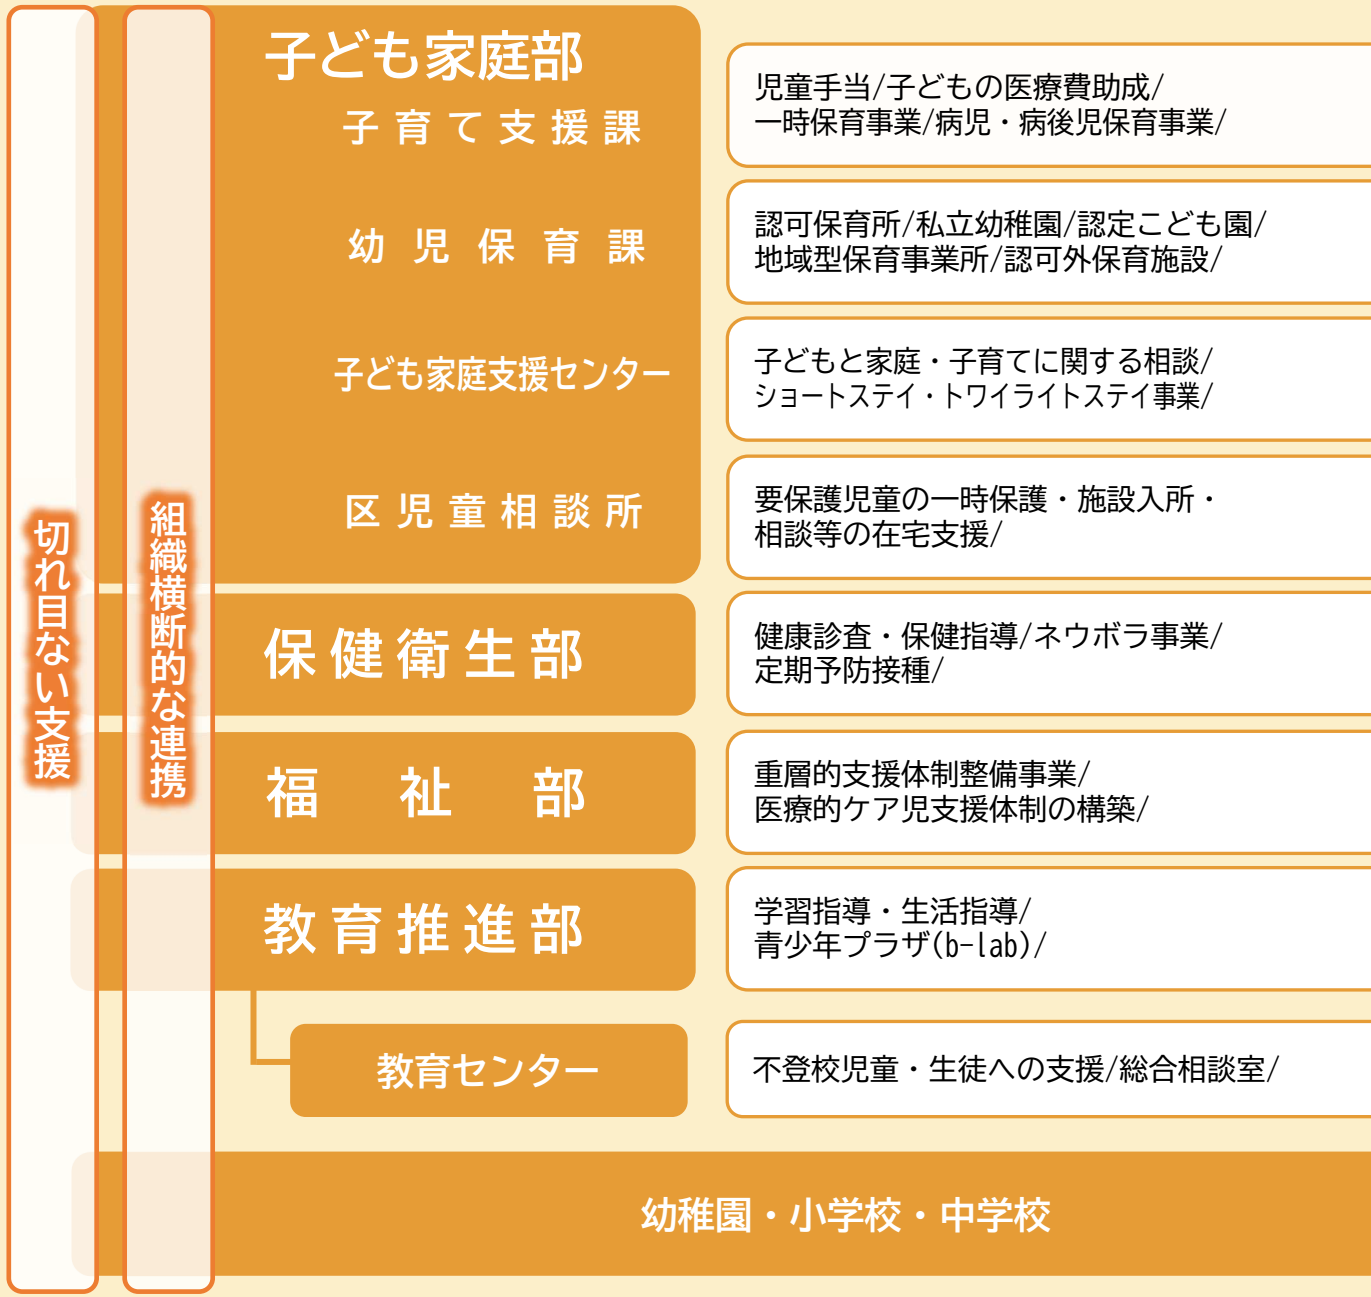 切れ目ない支援
組織横断的な連携
子ども家庭部
子育て支援課
児童手当/子どもの医療費助成/
一時保育事業/病児・病後児保育事業/
幼児保育課
認可保育所/私立幼稚園/認定こども園/
地域型保育事業所/認可外保育施設/
子ども家庭支援センター
子どもと家庭・子育てに関する相談/
ショートステイ・トワイライトステイ事業/
区児童相談所
要保護児童の一時保護・施設入所・
相談等の在宅支援/
保健衛生部
健康診査・保健指導/ネウボラ事業/
定期予防接種/
福祉部
重層的支援体制整備事業/
医療的ケア児支援体制の構築/
教育推進部
学習指導・生活指導/
青少年プラザ(b-lab)/
教育センター
不登校児童・生徒への支援/総合相談室/
幼稚園・小学校・中学校